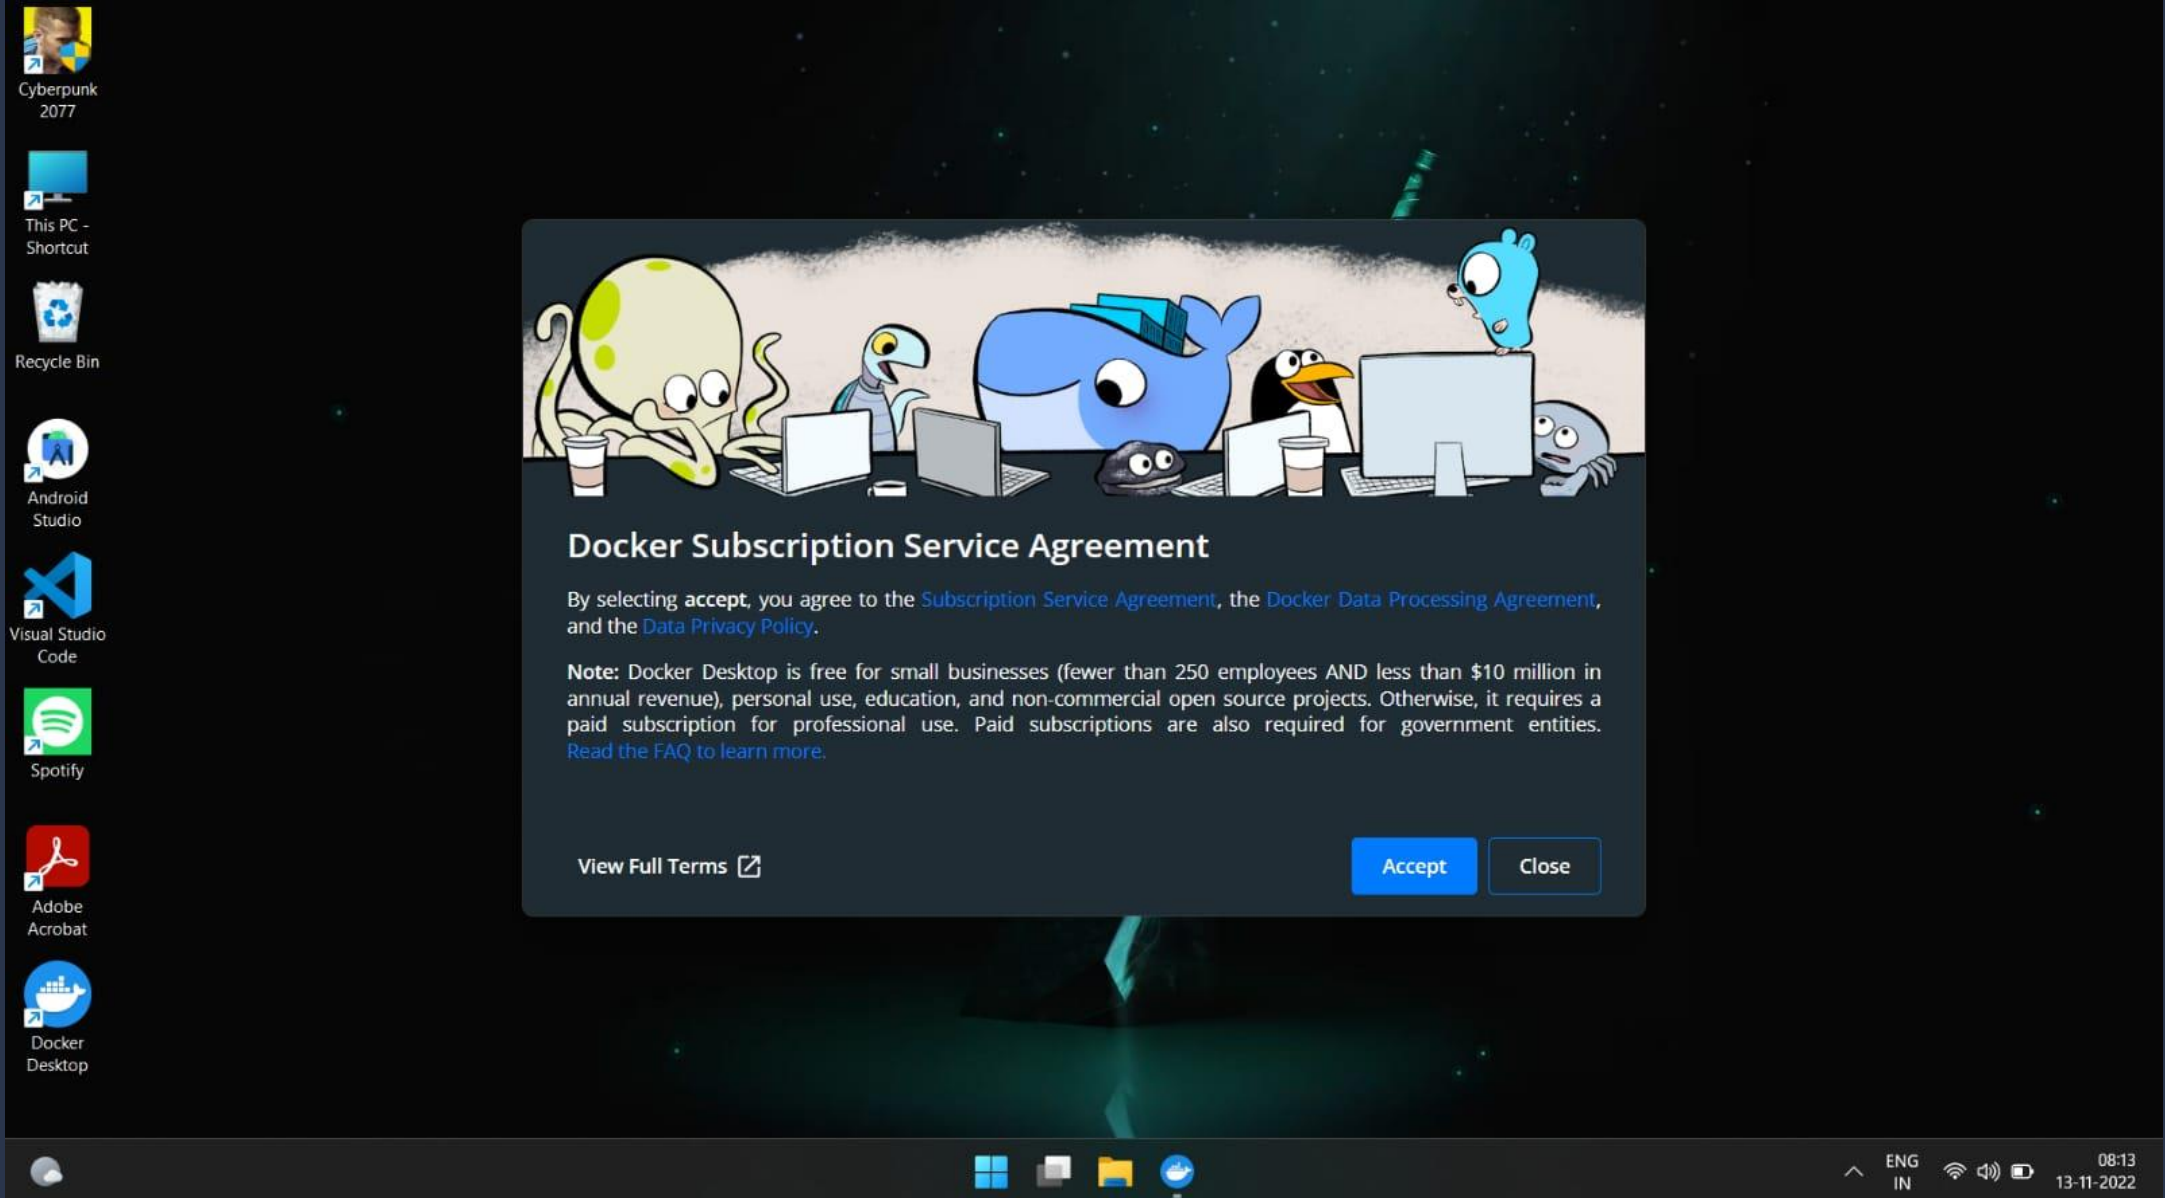 Cyberpunk
2077
This PC -
Shortcut
Recycle Bin
Android
Studio
Visual Studio
Code
Spotify
Adobe
Acrobat
Docker
Desktop
Docker Subscription Service Agreement
By selecting accept, you agree to the Subscription Service Agreement, the Docker Data Processing Agreement,
and the Data Privacy Policy.
Note: Docker Desktop is free for small businesses (fewer than 250 employees AND less than $10 million in
annual revenue), personal use, education, and non-commercial open source projects. Otherwise, it requires a
paid subscription for professional use. Paid subscriptions are also required for government entities.
Read the FAQ to learn more.
View Full Terms
Accept
Close
ENG
IN
08:13
13-11-2022